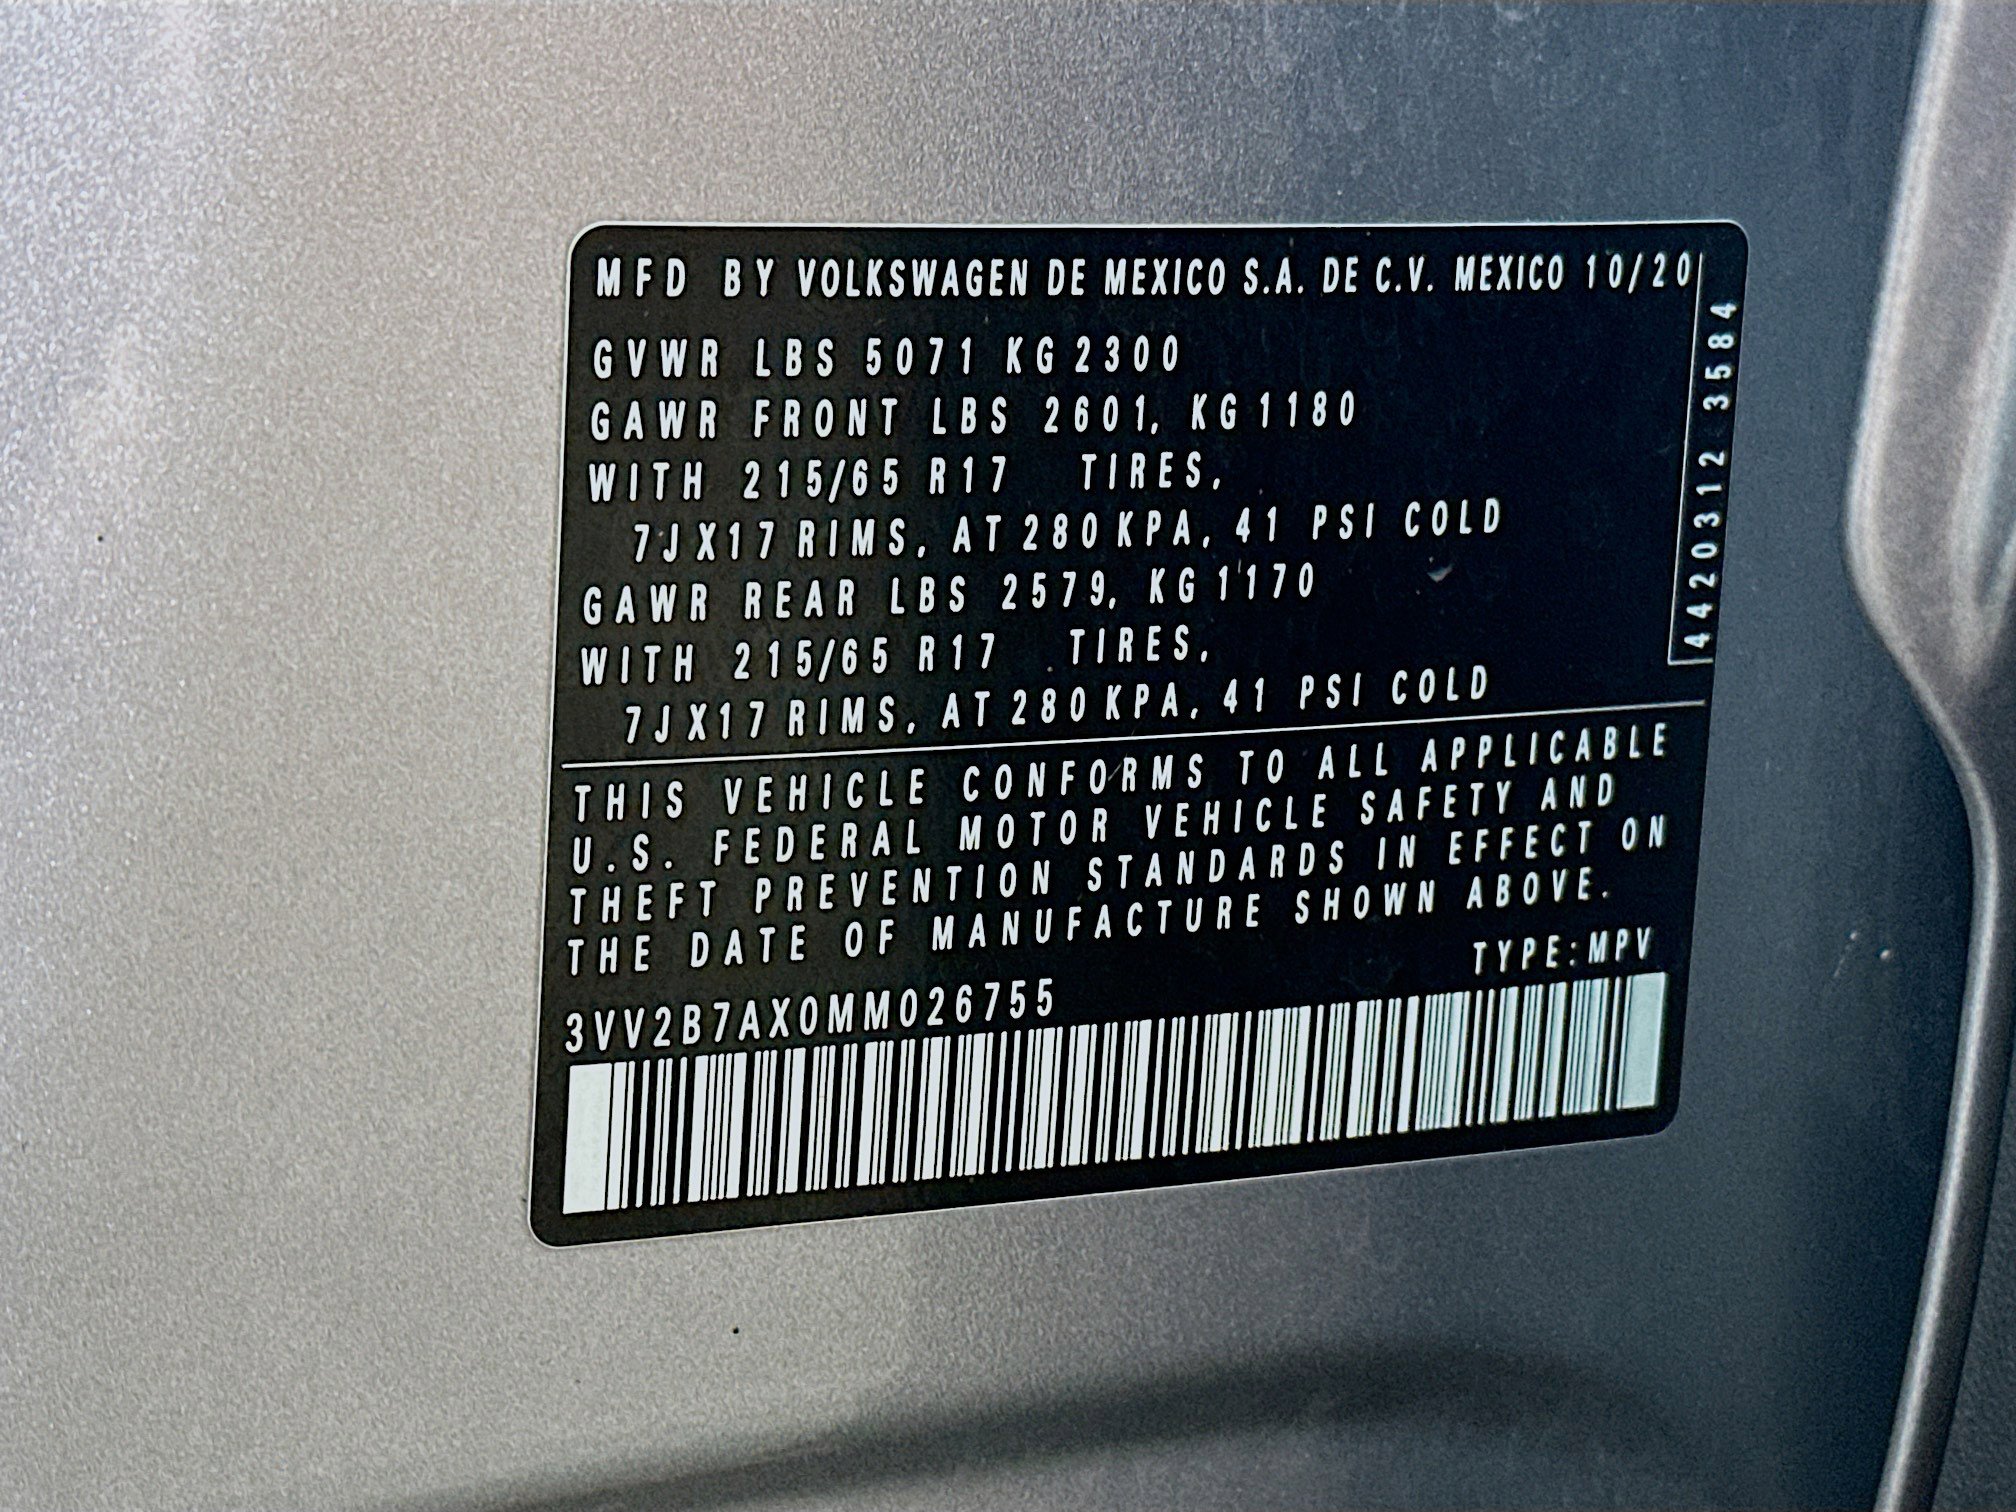 MFD BY VOLKSWAGEN DE MEXICO S.A. DE C.V. MEXICO 10/20
GVWR LBS 5071 KG 2300
GAWR FRONT LBS 2601, KG 1180
WITH 215/65 R17 TIRES,
7JX17 RIMS, AT 280 KPA, 41 PSI COLD
GAWR REAR LBS 2579, KG 1170
WITH 215/65 R17 TIRES,
7JX17 RIMS, AT 280 KPA, 41 PSI COLD
4420312 3584
THIS VEHICLE CONFORMS TO ALL APPLICABLE
U.S. FEDERAL MOTOR VEHICLE SAFETY AND
THEFT PREVENTION STANDARDS IN EFFECT ON
THE DATE OF MANUFACTURE SHOWN ABOVE.
TYPE:MPV
3VV2B7AX0MM026755